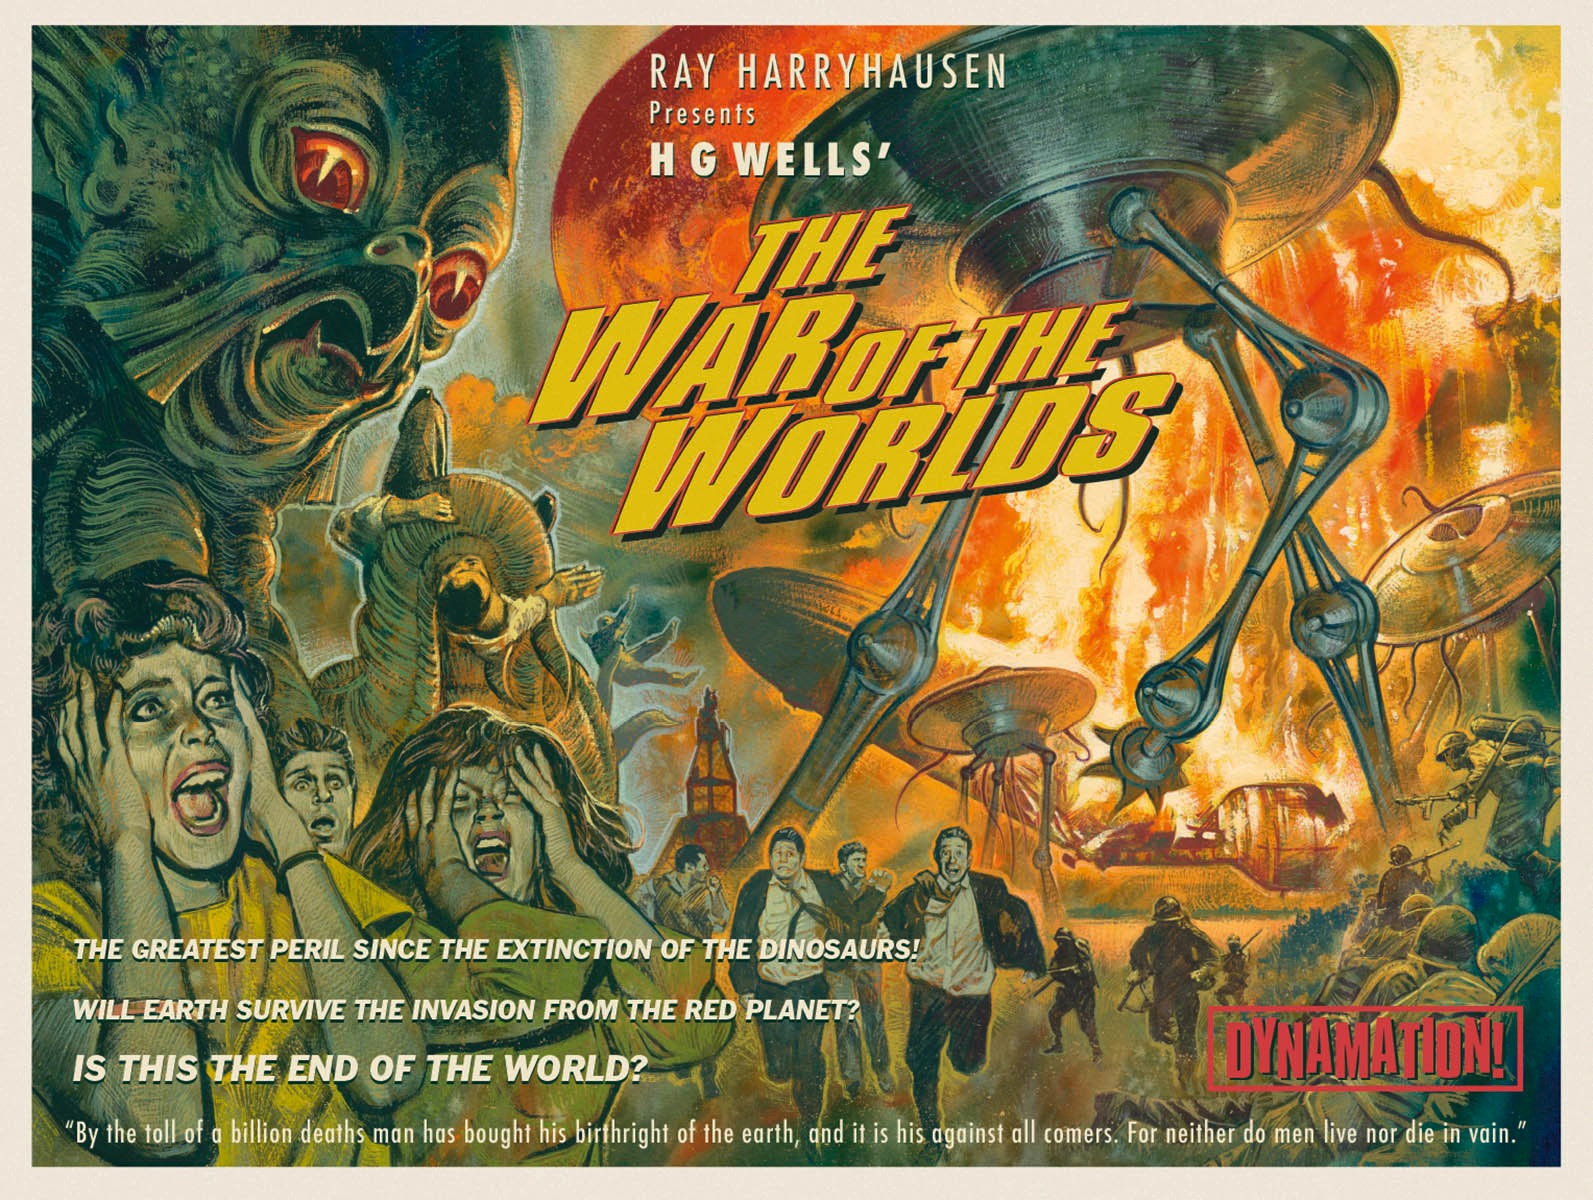 RAY HARRYHAUSEN
Presents
H G WELLS'
THE
WAR OF THE
WORLDS
THE GREATEST PERIL SINCE THE EXTINCTION OF THE DINOSAURS!
WILL EARTH SURVIVE THE INVASION FROM THE RED PLANET?
IS THIS THE END OF THE WORLD?
DYNAMATION!
“By the toll of a billion deaths man has bought his birthright of the earth, and it is his against all comers. For neither do men live nor die in vain.”